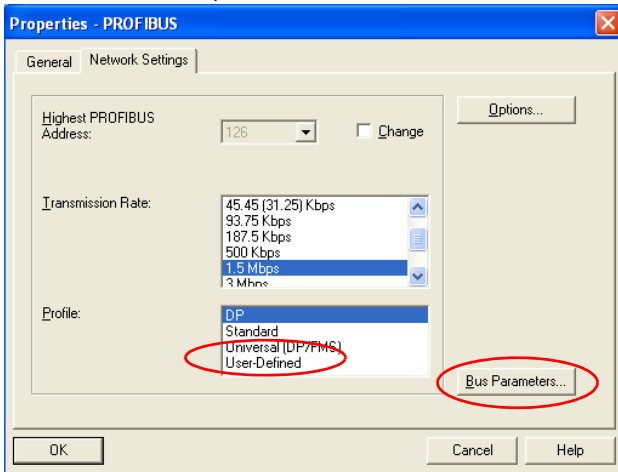 Properties - PROFIBUS
General Network Settings
Highest PROFIBUS
Address:
126
Change
Options...
Transmission Rate:
45.45 (31.25) Kbps
93.75 Kbps
187.5 Kbps
500 Kbps
1.5 Mbps
3 Mbps
Profile:
DP
Standard
Universal (DP/FMS)
User-Defined
Bus Parameters...
OK
Cancel
Help